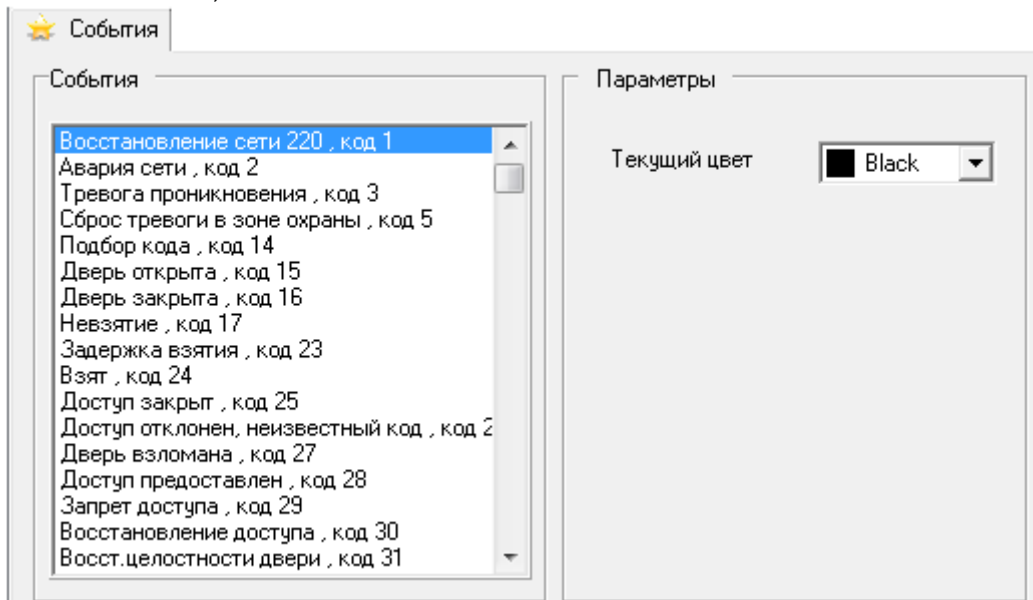 События
События
Восстановление сети 220 , код 1
Авария сети , код 2
Тревога проникновения , код 3
Сброс тревоги в зоне охраны , код 5
Подбор кода , код 14
Дверь открыта , код 15
Дверь закрыта , код 16
Невзятие , код 17
Задержка взятия , код 23
Взят , код 24
Доступ закрыт , код 25
Доступ отклонен, неизвестный код , код 2
Дверь взломана , код 27
Доступ предоставлен , код 28
Запрет доступа , код 29
Восстановление доступа , код 30
Восст.целостности двери , код 31
Параметры
Текущий цвет
Black